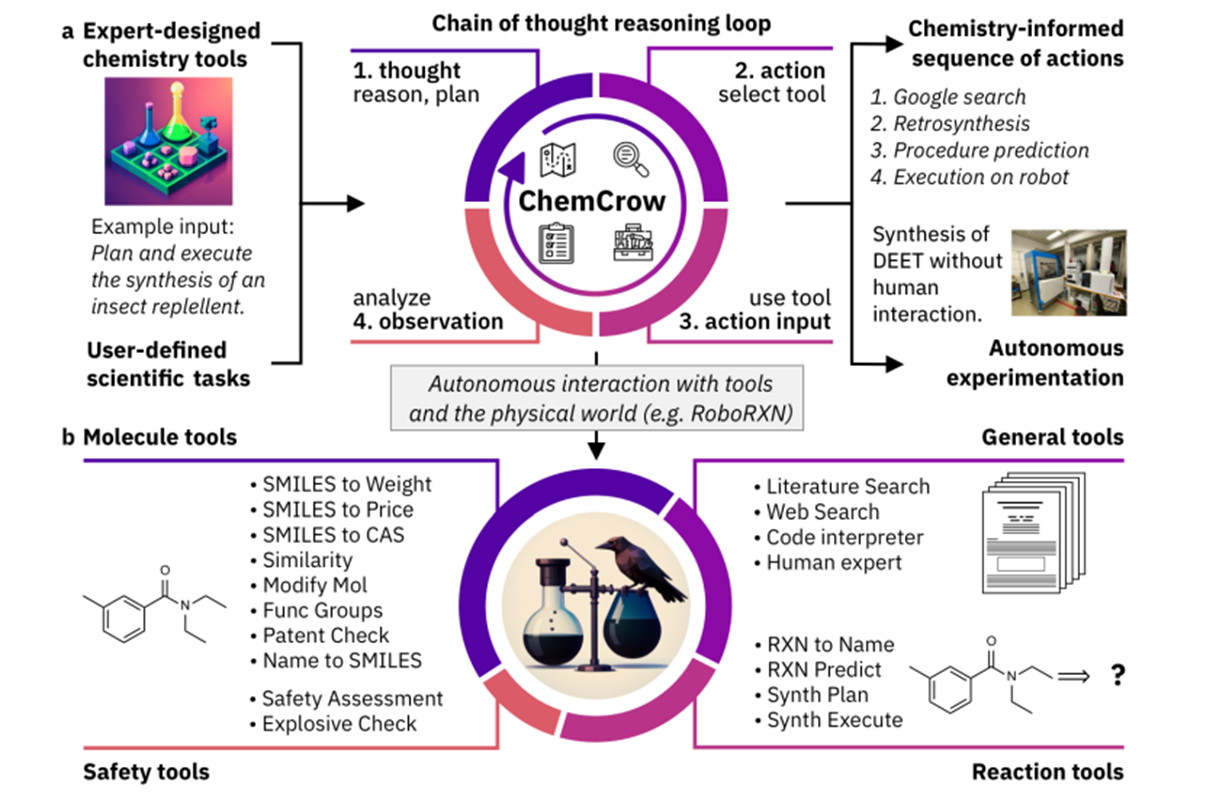 a Expert-designed
chemistry tools
Example input:
Plan and execute
the synthesis of an
insect replellent.
User-defined
scientific tasks
Chain of thought reasoning loop
1. thought
reason, plan
2. action
select tool
ChemCrow
analyze
4. observation
use tool
3. action input
Chemistry-informed
sequence of actions
1. Google search
2. Retrosynthesis
3. Procedure prediction
4. Execution on robot
Synthesis of
DEET without
human
interaction.
Autonomous
experimentation
Autonomous interaction with tools
and the physical world (e.g. RoboRXN)
b Molecule tools
• SMILES to Weight
• SMILES to Price
• SMILES to CAS
• Similarity
• Modify Mol
• Func Groups
• Patent Check
• Name to SMILES
O
N
• Safety Assessment
• Explosive Check
Safety tools
General tools
• Literature Search
• Web Search
• Code interpreter
• Human expert
• RXN to Name
• RXN Predict
• Synth Plan
• Synth Execute
O
N
?
Reaction tools